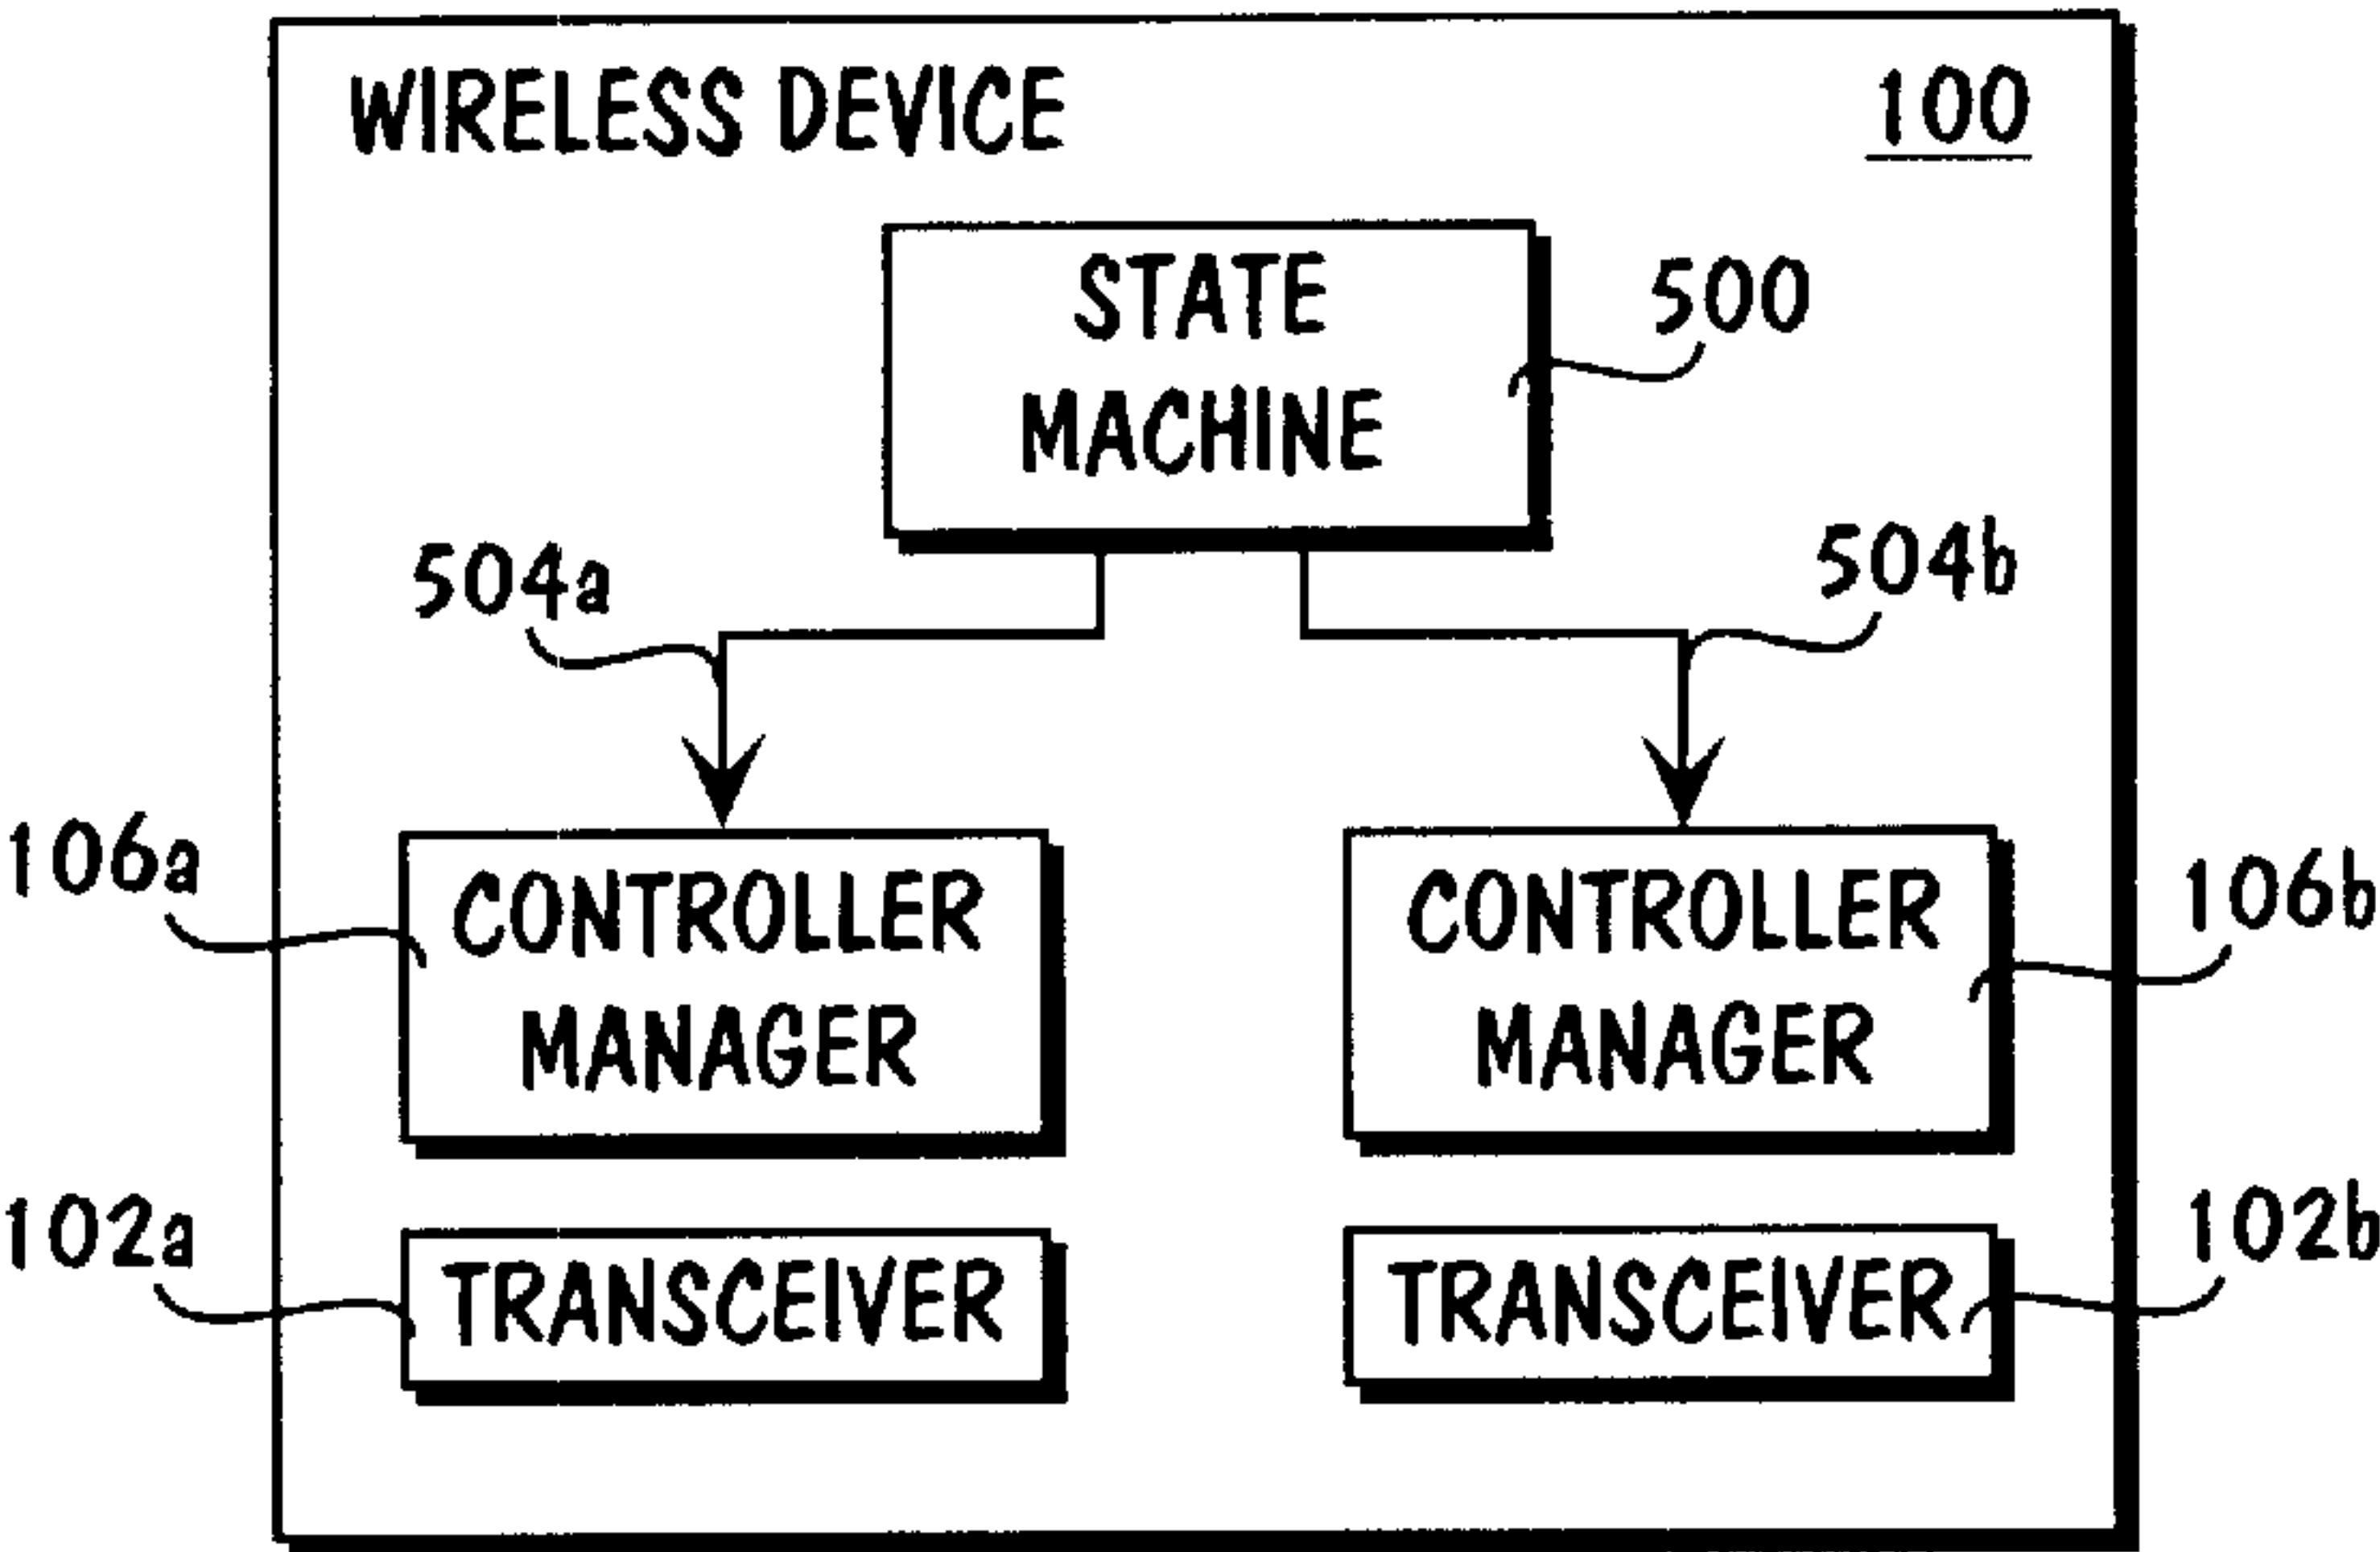 WIRELESS DEVICE
100
STATE
MACHINE
500
504a
504b
106a
CONTROLLER
MANAGER
CONTROLLER
MANAGER
106b
102a
TRANSCEIVER
TRANSCEIVER
102b